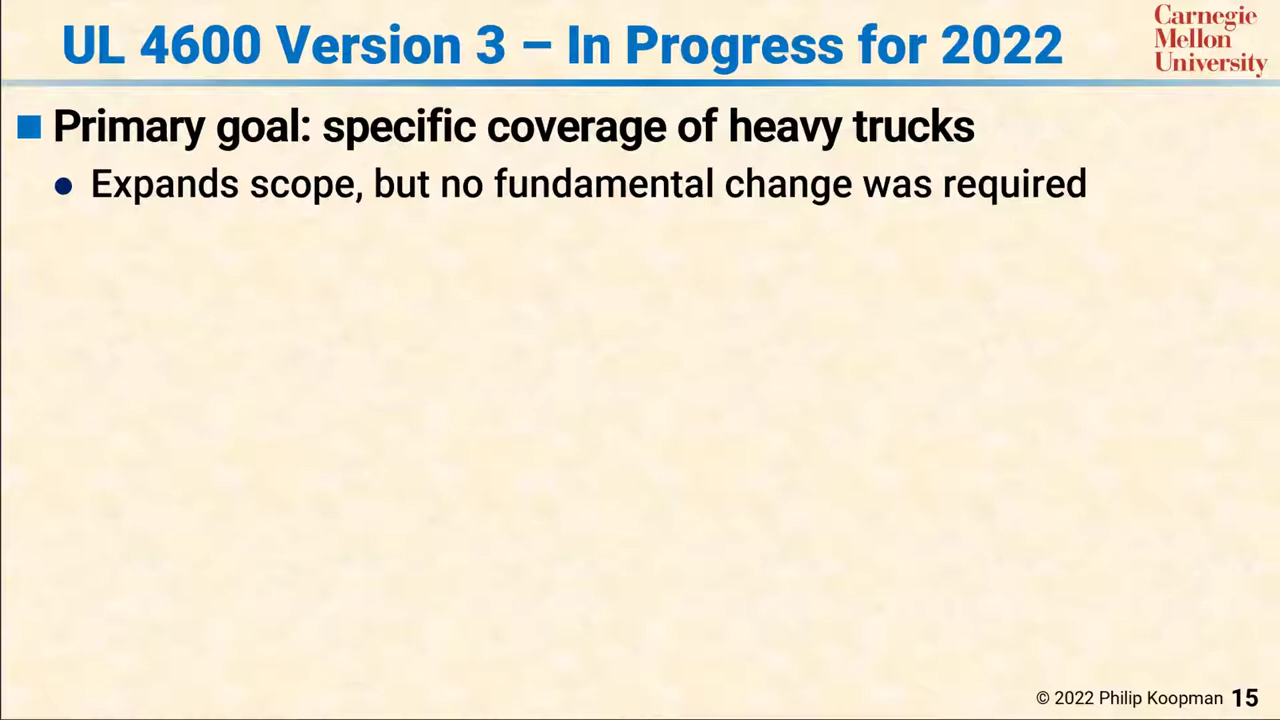 UL 4600 Version 3 – In Progress for 2022
Carnegie
Mellon
University
Primary goal: specific coverage of heavy trucks
Expands scope, but no fundamental change was required
© 2022 Philip Koopman 15